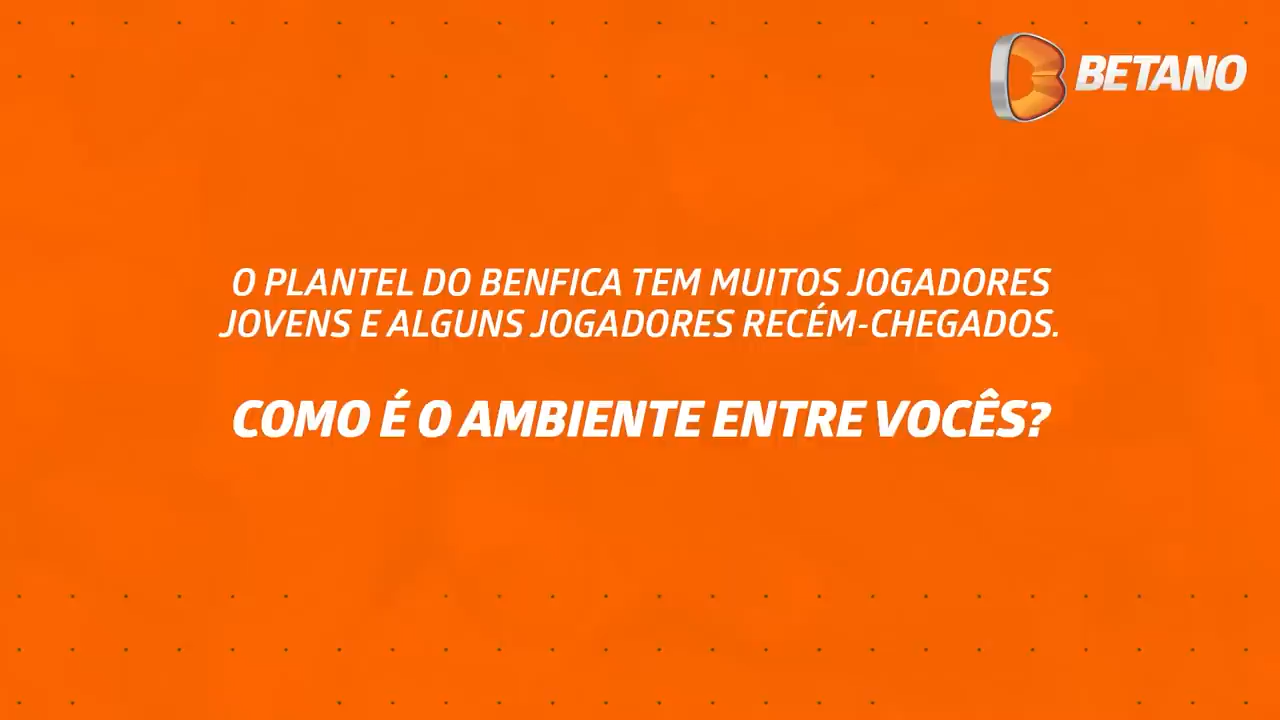 BETANO
O PLANTEL DO BENFICA TEM MUITOS JOGADORES
JOVENS E ALGUNS JOGADORES RECÉM-CHEGADOS.
COMO É O AMBIENTE ENTRE VOCÊS?